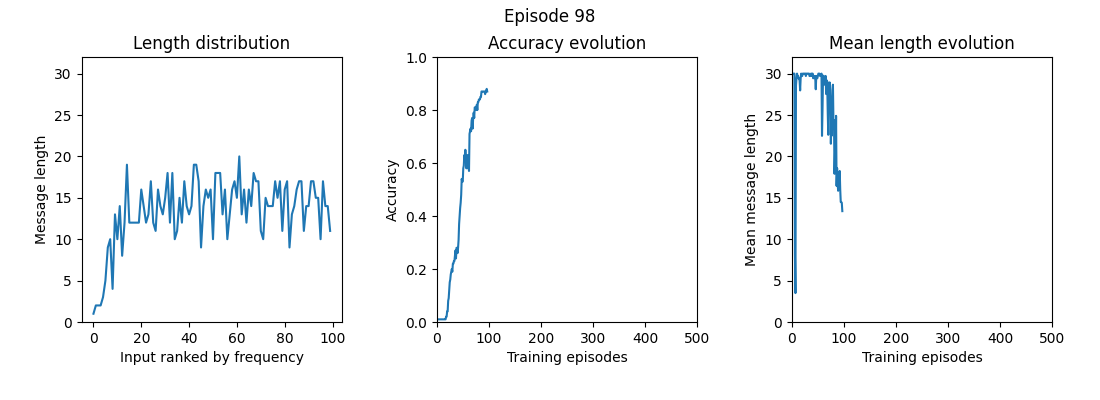 Episode 98
Length distribution
Accuracy evolution
Mean length evolution
Message length
0
5
10
15
20
25
30
0 20 40 60 80 100
Input ranked by frequency
Accuracy
0.0
0.2
0.4
0.6
0.8
1.0
0 100 200 300 400 500
Training episodes
Mean message length
0
5
10
15
20
25
30
0 100 200 300 400 500
Training episodes